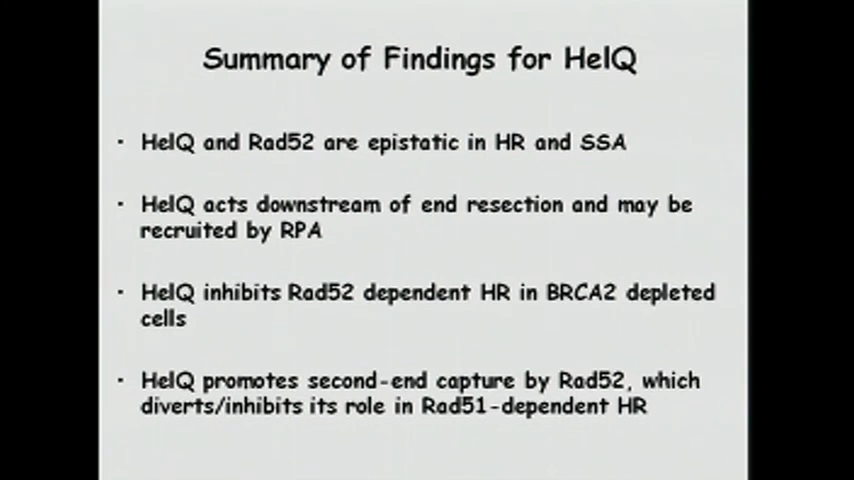 Summary of Findings for HelQ
· HelQ and Rad52 are epistatic in HR and SSA
· HelQ acts downstream of end resection and may be
recruited by RPA
· HelQ inhibits Rad52 dependent HR in BRCA2 depleted
cells
· HelQ promotes second-end capture by Rad52, which
diverts/inhibits its role in Rad51-dependent HR